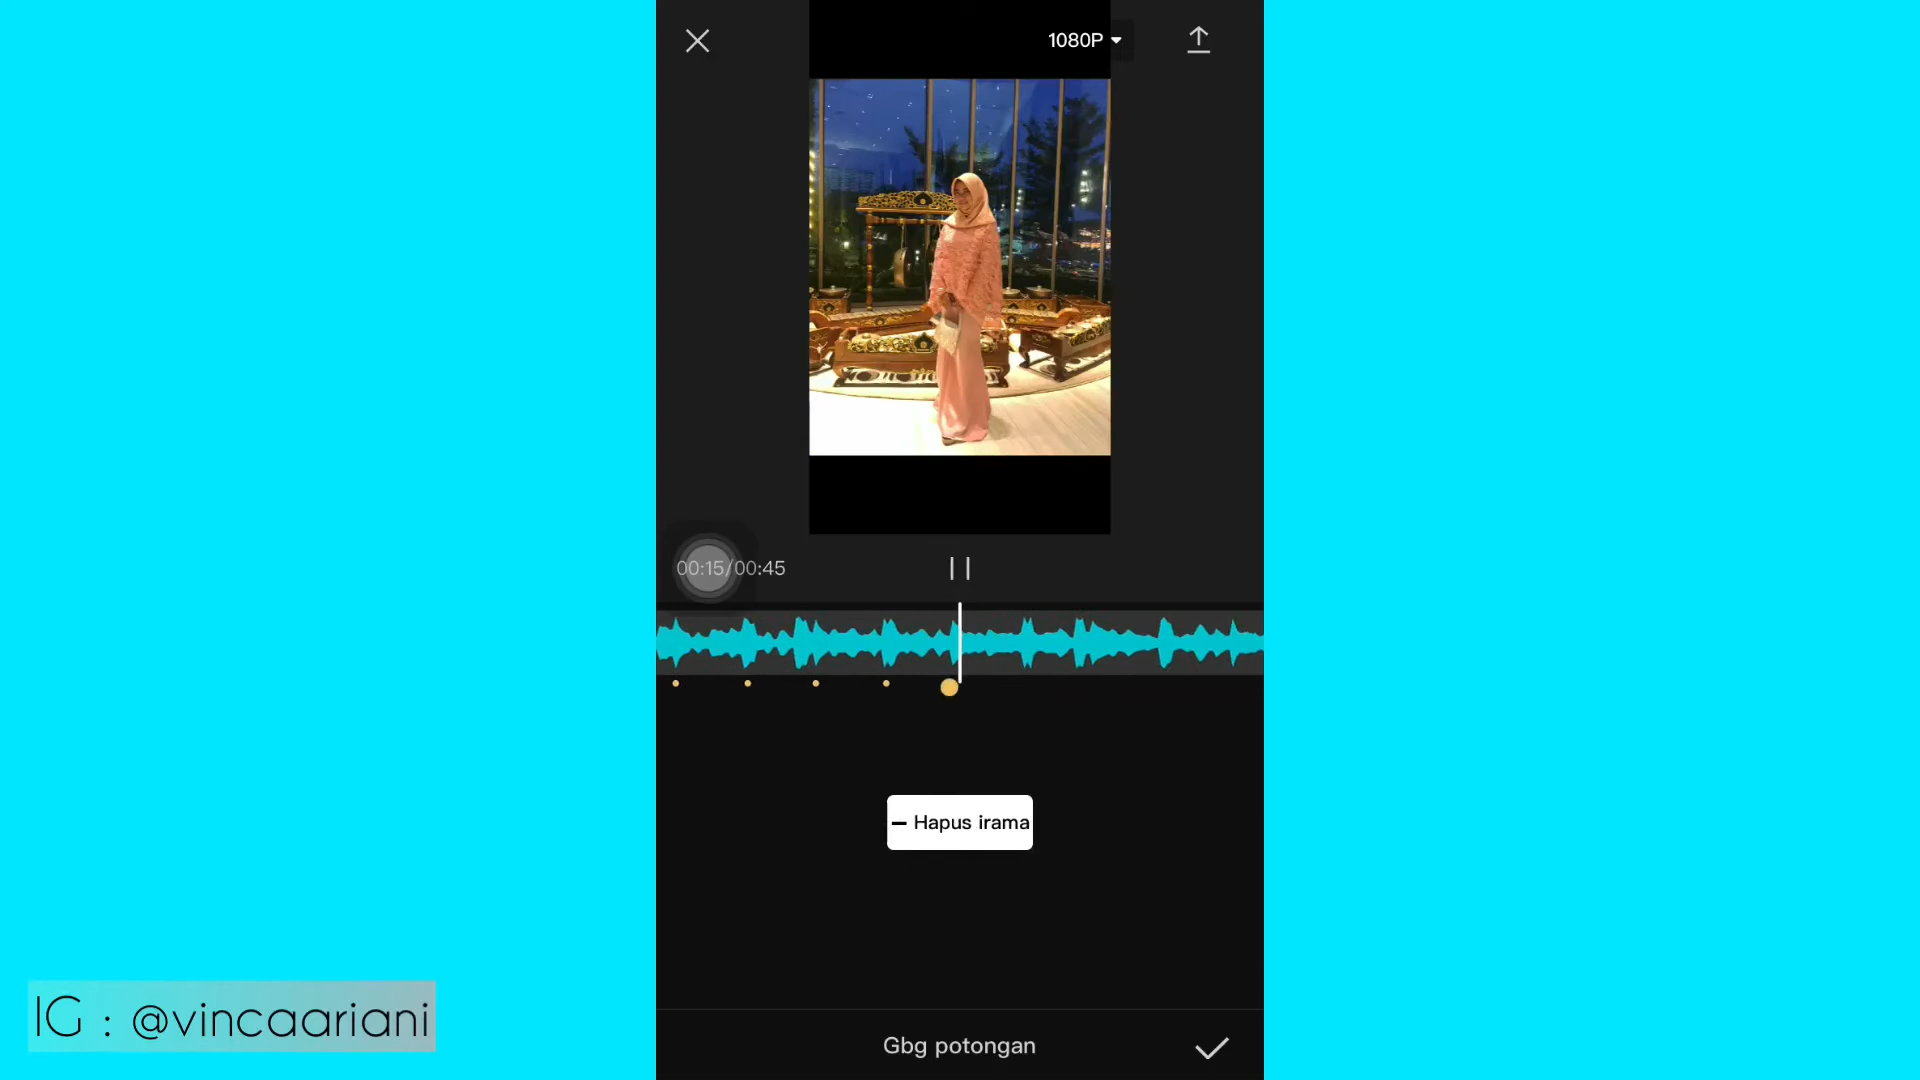 1080P
00:15/00:45
Hapus irama
Gbg potongan
IG : @vincaariani